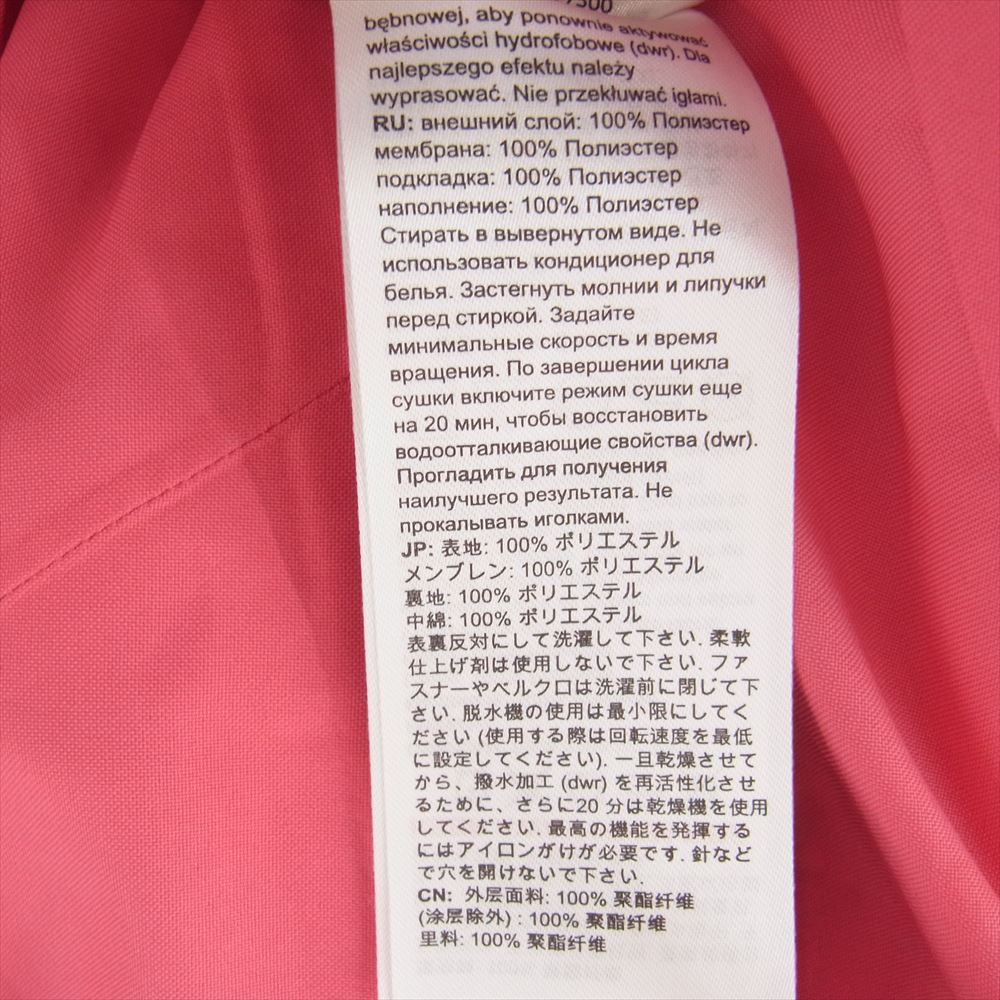 bębnowej, aby ponownie aktywować
właściwości hydrofobowe (dwr). Dla
najlepszego efektu należy
wyprasować. Nie przekłuwać igłami.
RU: внешний слой: 100% Полиэстер
мембрана: 100% Полиэстер
подкладка: 100% Полиэстер
наполнение: 100% Полиэстер
Стирать в вывернутом виде. Не
использовать кондиционер для
белья. Застегнуть молнии и липучки
перед стиркой. Задайте
минимальные скорость и время
вращения. По завершении цикла
сушки включите режим сушки еще
на 20 мин, чтобы восстановить
водоотталкивающие свойства (dwr).
Прогладить для получения
наилучшего результата. Не
прокалывать иголками.
JP: 表地: 100% ポリエステル
メンブレン: 100% ポリエステル
裏地: 100% ポリエステル
中綿: 100% ポリエステル
表裏反対にして洗濯して下さい. 柔軟
仕上げ剤は使用しないで下さい. ファ
スナーやベルクロは洗濯前に閉じて下
さい. 脱水機の使用は最小限にしてく
ださい (使用する際は回転速度を最低
に設定してください). 一旦乾燥させて
から、撥水加工 (dwr) を再活性化させ
るために、さらに20 分は乾燥機を使用
してください. 最高の機能を発揮する
にはアイロンがけが必要です. 針など
で穴を開けないで下さい.
CN: 外层面料: 100% 聚酯纤维
(涂层除外) : 100% 聚酯纤维
里料: 100% 聚酯纤维